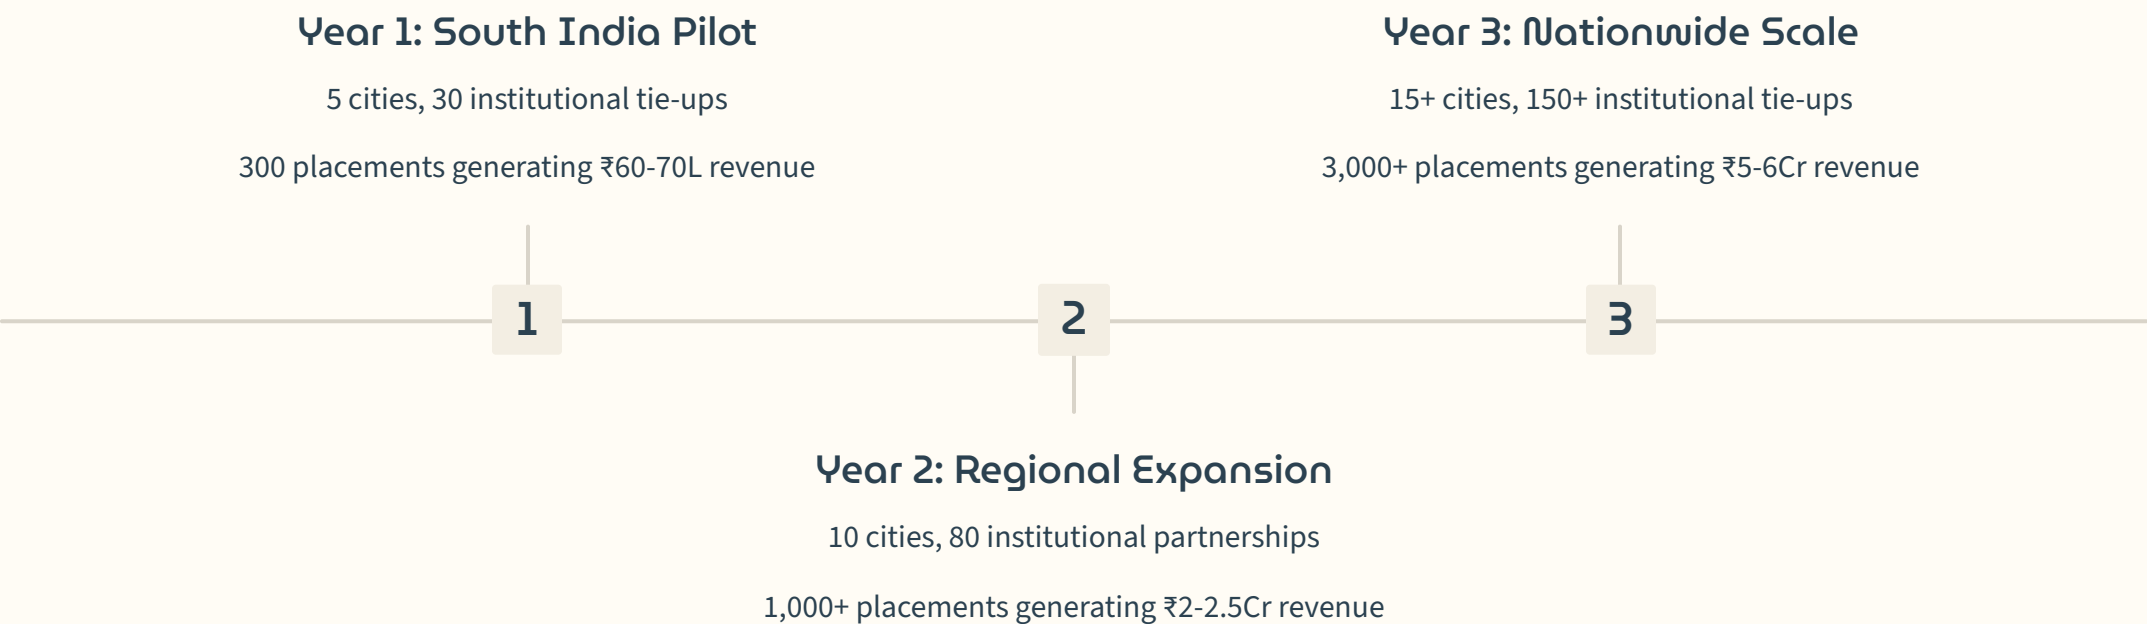 Year 1: South India Pilot
5 cities, 30 institutional tie-ups
300 placements generating ₹60-70L revenue
1
2
Year 2: Regional Expansion
10 cities, 80 institutional partnerships
1,000+ placements generating ₹2-2.5Cr revenue
Year 3: Nationwide Scale
15+ cities, 150+ institutional tie-ups
3,000+ placements generating ₹5-6Cr revenue
3